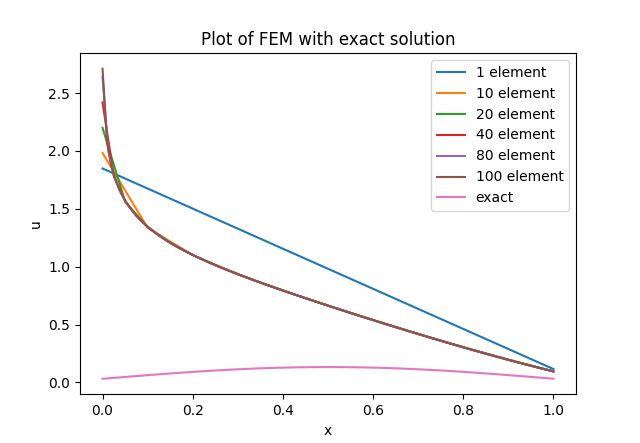 Plot of FEM with exact solution
1 element
10 element
20 element
40 element
80 element
100 element
exact
2.5
2.0
1.5
1.0
0.5
0.0
u
0.0 0.2 0.4 0.6 0.8 1.0
x